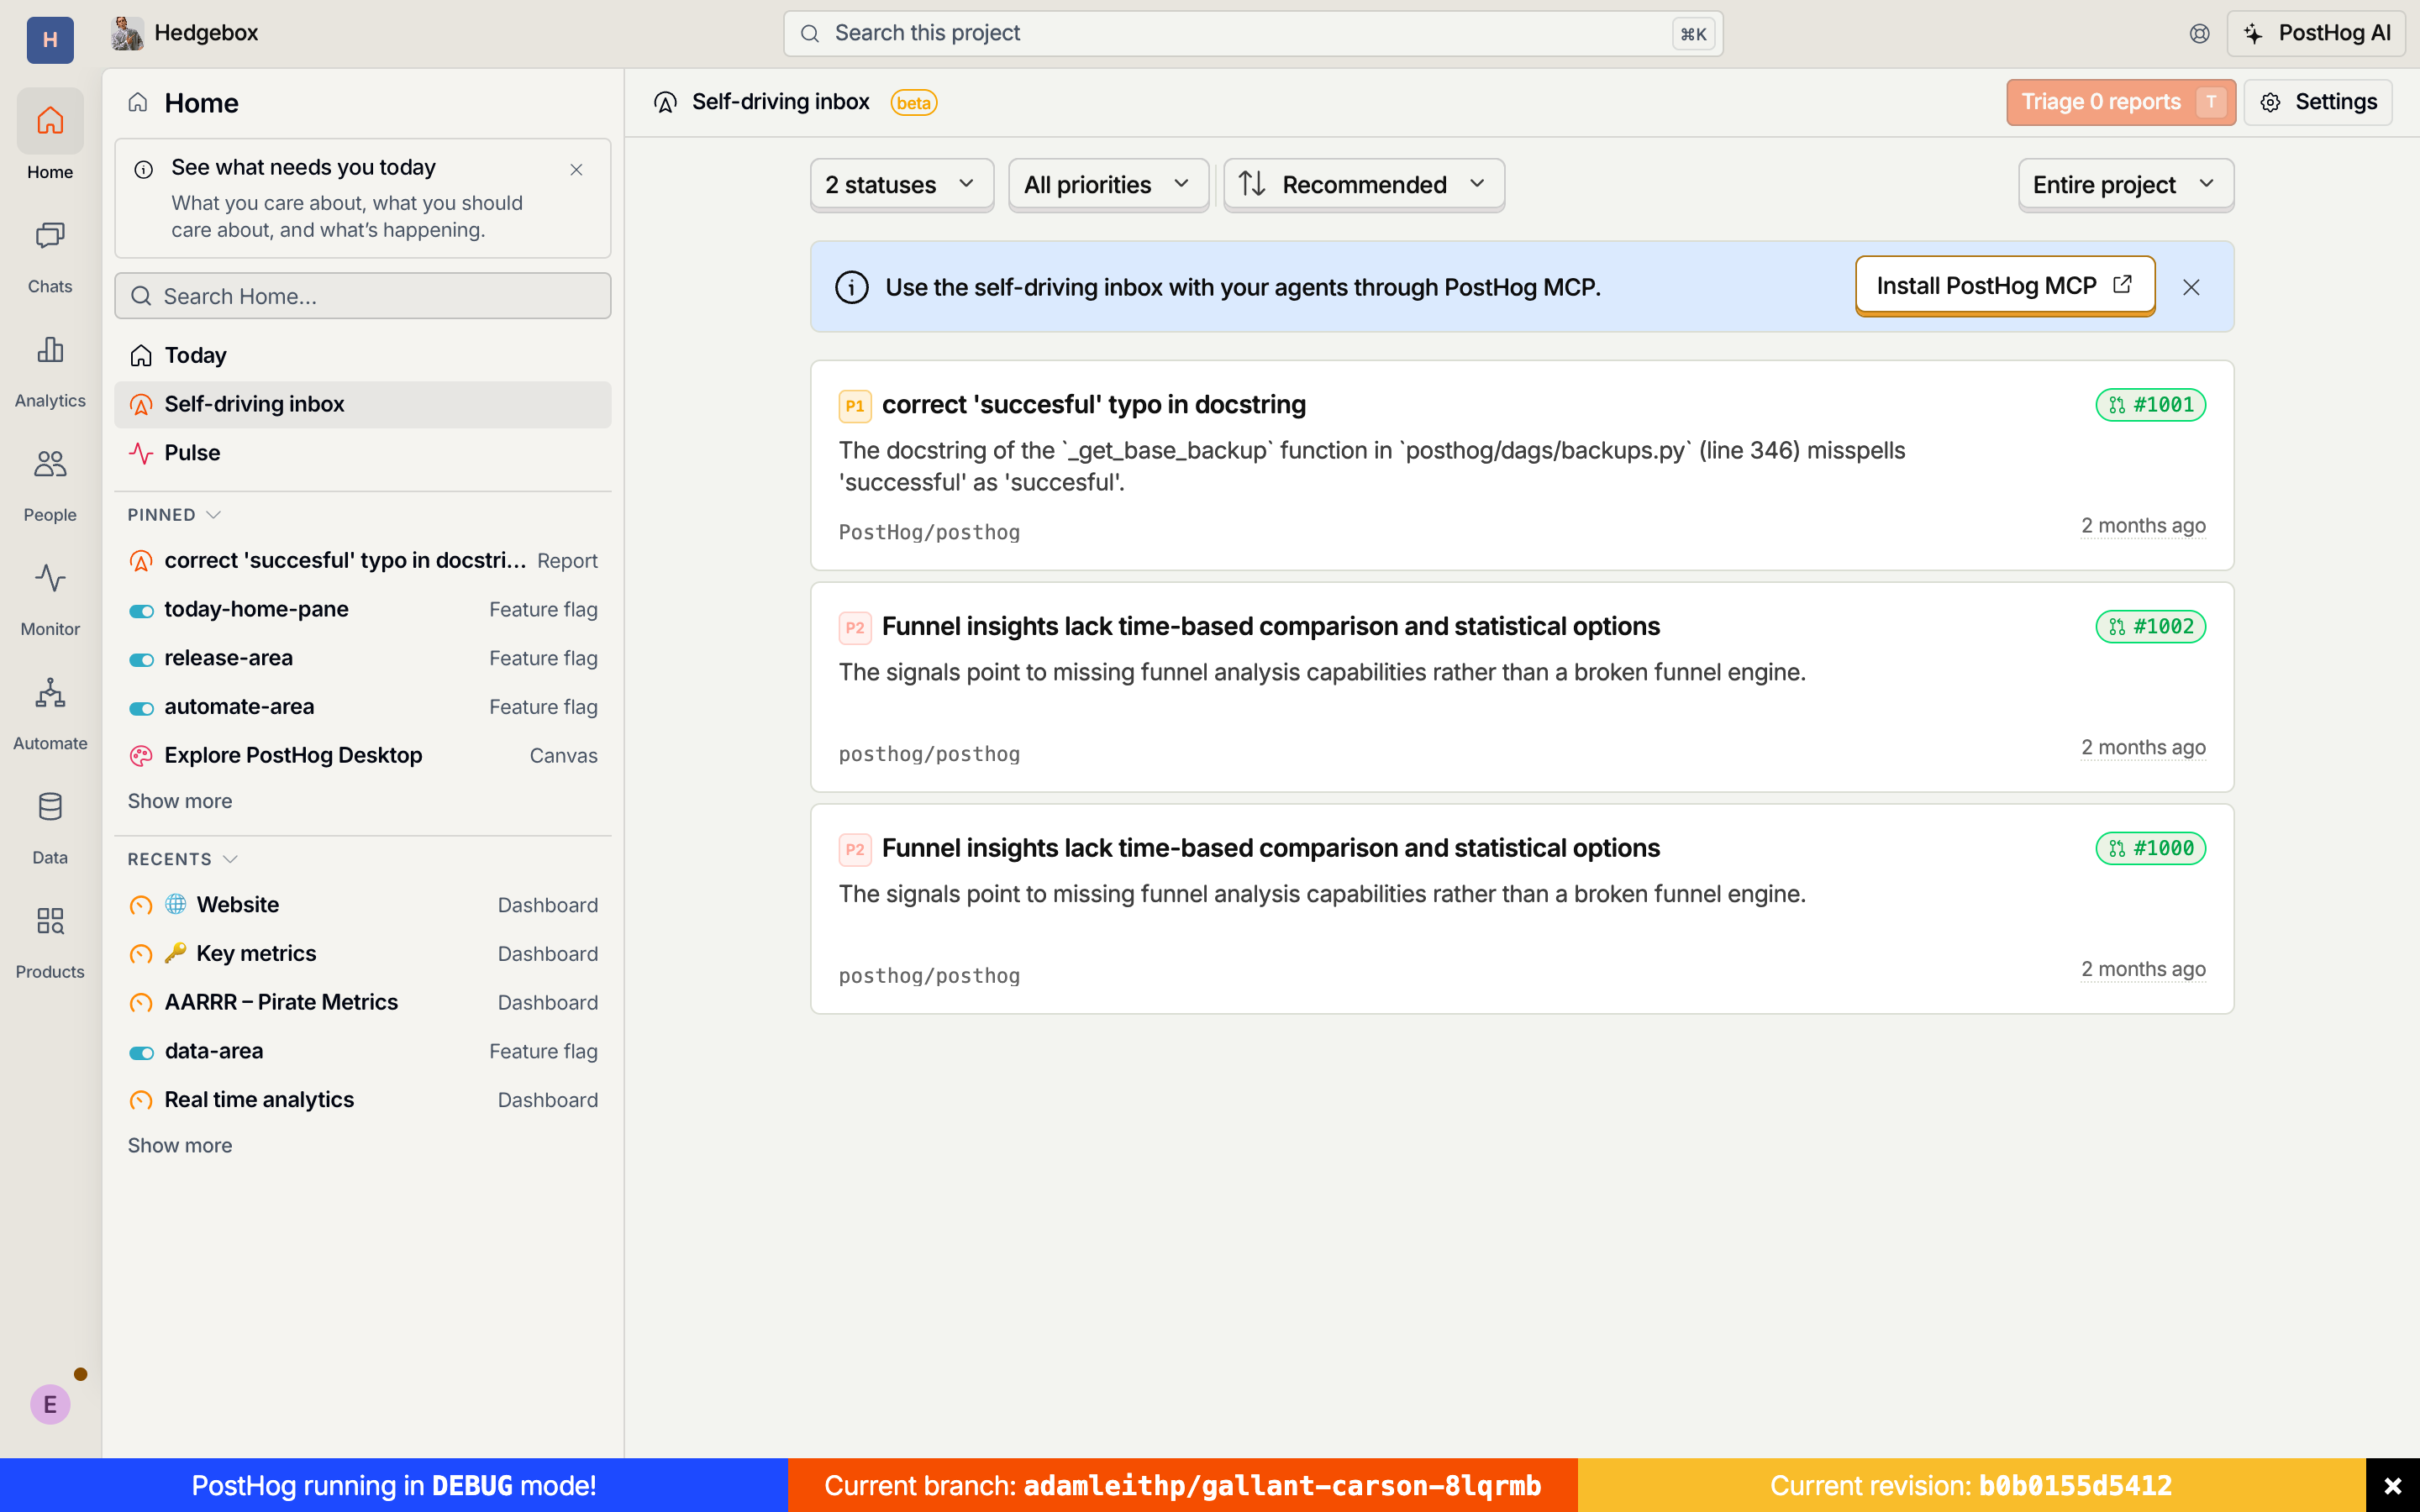 H
Hedgebox
Search this project
⌘K
PostHog AI
Home
Chats
Analytics
People
Monitor
Automate
Data
Products
E
Home
See what needs you today
What you care about, what you should
care about, and what's happening.
Search Home...
Today
Self-driving inbox
Pulse
PINNED
correct 'succesful' typo in docstri... Report
today-home-pane Feature flag
release-area Feature flag
automate-area Feature flag
Explore PostHog Desktop Canvas
Show more
RECENTS
Website Dashboard
Key metrics Dashboard
AARRR – Pirate Metrics Dashboard
data-area Feature flag
Real time analytics Dashboard
Show more
Self-driving inbox beta
Triage 0 reports T
Settings
2 statuses
All priorities
Recommended
Entire project
Use the self-driving inbox with your agents through PostHog MCP.
Install PostHog MCP
P1 correct 'succesful' typo in docstring
#1001
The docstring of the `_get_base_backup` function in `posthog/dags/backups.py` (line 346) misspells
'successful' as 'succesful'.
PostHog/posthog
2 months ago
P2 Funnel insights lack time-based comparison and statistical options
#1002
The signals point to missing funnel analysis capabilities rather than a broken funnel engine.
posthog/posthog
2 months ago
P2 Funnel insights lack time-based comparison and statistical options
#1000
The signals point to missing funnel analysis capabilities rather than a broken funnel engine.
posthog/posthog
2 months ago
PostHog running in DEBUG mode!
Current branch: adamleithp/gallant-carson-8lqrmb
Current revision: b0b0155d5412